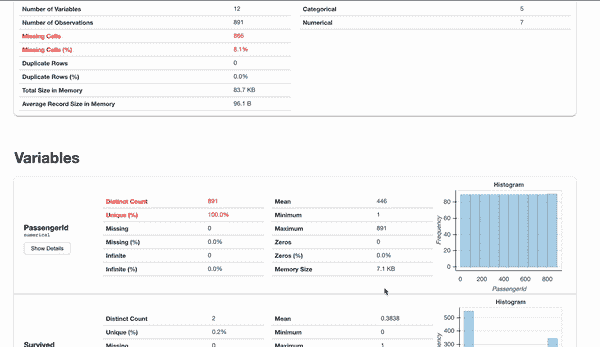 Number of Variables 12 Categorical 5
Number of Observations 891 Numerical 7
Missing Cells 866
Missing Cells (%) 8.1%
Duplicate Rows 0
Duplicate Rows (%) 0.0%
Total Size in Memory 83.7 KB
Average Record Size in Memory 96.1 B
Variables
PassengerId
numerical
Show Details
Distinct Count 891
Unique (%) 100.0%
Missing 0
Missing (%) 0.0%
Infinite 0
Infinite (%) 0.0%
Mean 446
Minimum 1
Maximum 891
Zeros 0
Zeros (%) 0.0%
Memory Size 7.1 KB
Histogram
Frequency
80
60
40
20
0
0 200 400 600 800
PassengerId
Survived
Distinct Count 2
Unique (%) 0.2%
Missing 0
Mean 0.3838
Minimum 0
Maximum 1
Histogram
500
400
300